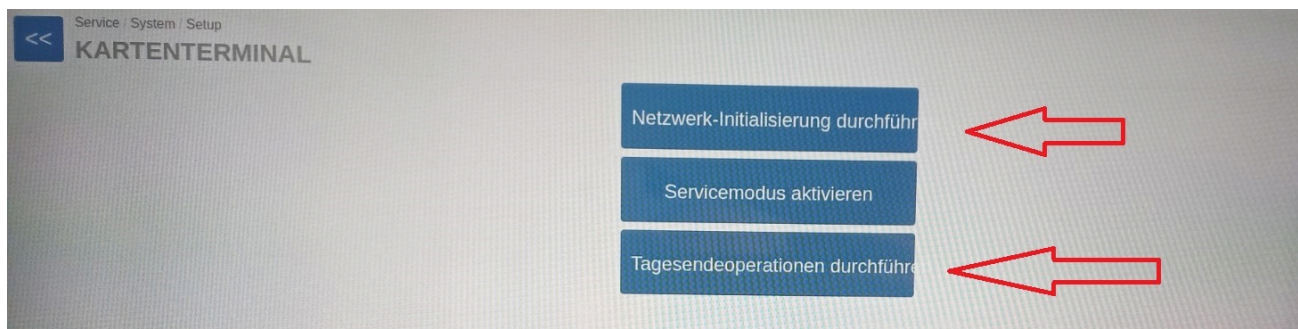 <<
Service / System / Setup
KARTENTERMINAL
Netzwerk-Initialisierung durchführ
Servicemodus aktivieren
Tagesendeoperationen durchführe